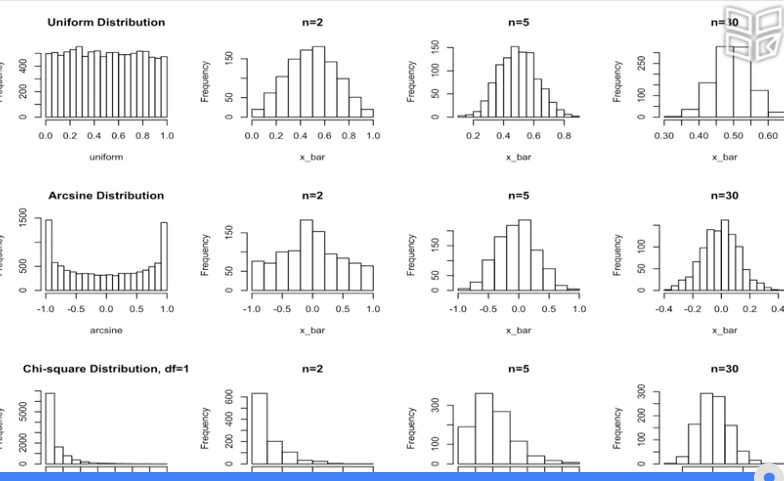 Uniform Distribution n=2 n=5 n=30
Frequency Frequency Frequency Frequency
0 200 400
0 50 150
0 50 100 150
0 100 250
0.0 0.2 0.4 0.6 0.8 1.0
0.0 0.2 0.4 0.6 0.8 1.0
0.2 0.4 0.6 0.8
0.30 0.40 0.50 0.60
uniform x_bar x_bar x_bar
Arcsine Distribution n=2 n=5 n=30
Frequency Frequency Frequency Frequency
0 500 1500
0 50 150
0 50 150
0 50 100
-1.0 -0.5 0.0 0.5 1.0
-1.0 -0.5 0.0 0.5 1.0
-1.0 -0.5 0.0 0.5 1.0
-0.4 -0.2 0.0 0.2 0.4
arcsine x_bar x_bar x_bar
Chi-square Distribution, df=1 n=2 n=5 n=30
Frequency Frequency Frequency Frequency
0 2000 5000
0 200 400 600
0 100 300
0 100 200 300